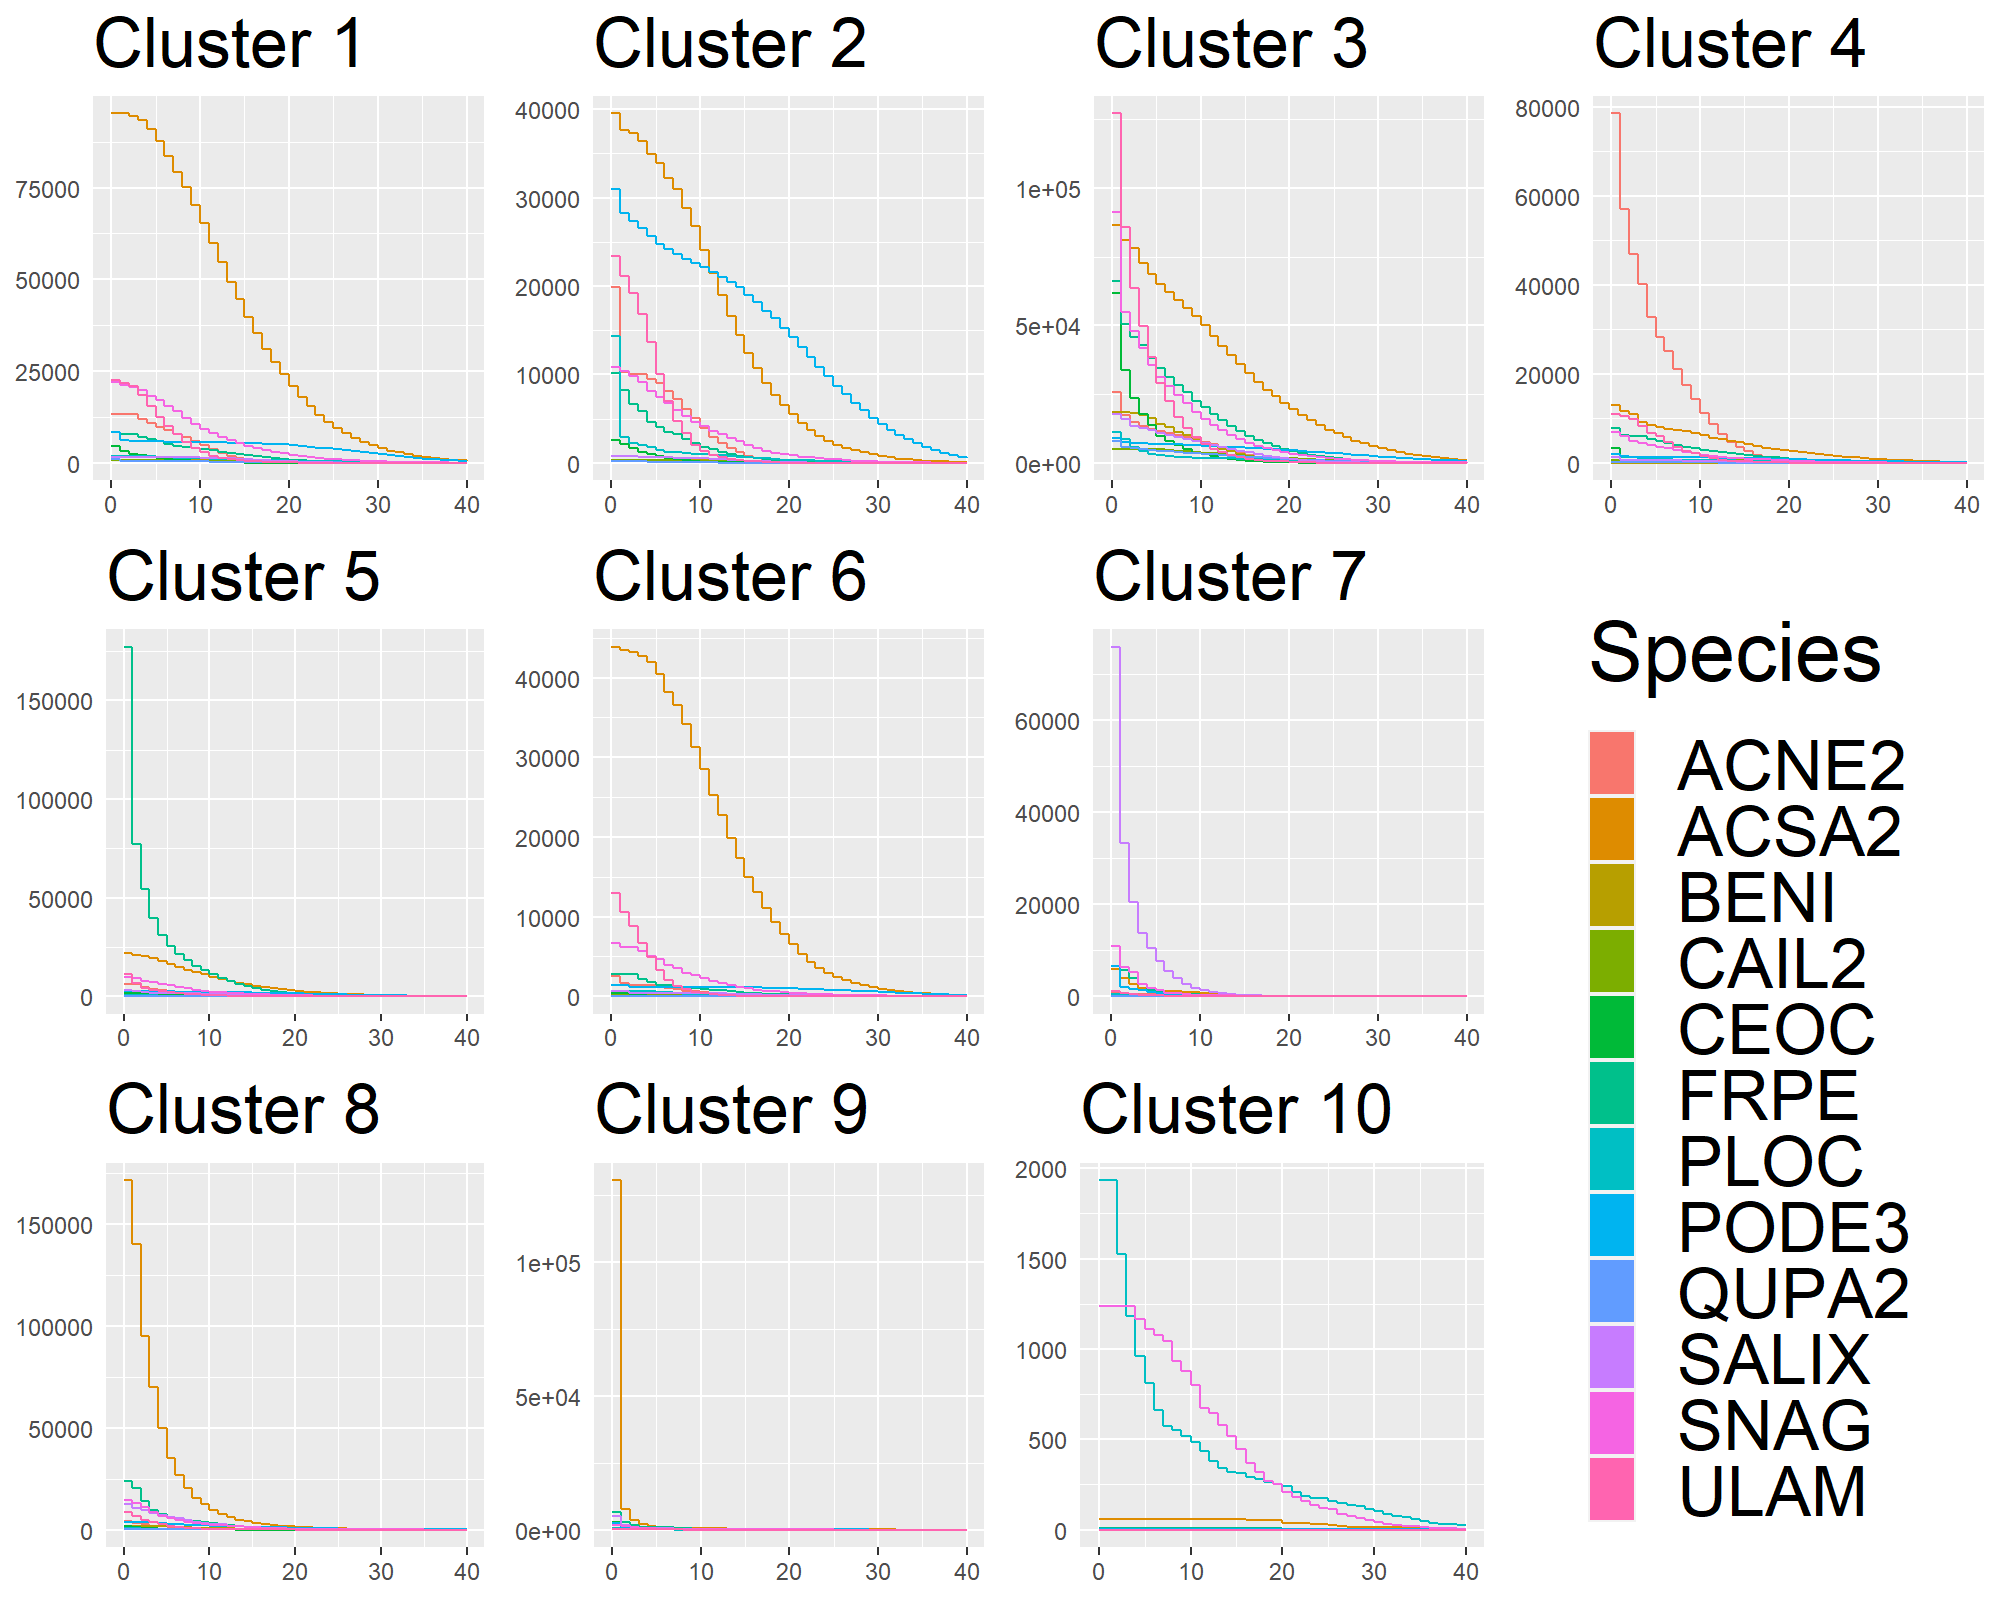 Cluster 1
75000
50000
25000
0
0 10 20 30 40
Cluster 2
40000
30000
20000
10000
0
0 10 20 30 40
Cluster 3
1e+05
5e+04
0e+00
0 10 20 30 40
Cluster 4
80000
60000
40000
20000
0
0 10 20 30 40
Cluster 5
150000
100000
50000
0
0 10 20 30 40
Cluster 6
40000
30000
20000
10000
0
0 10 20 30 40
Cluster 7
60000
40000
20000
0
0 10 20 30 40
Species
ACNE2
ACSA2
BENI
CAIL2
CEOC
FRPE
PLOC
PODE3
QUPA2
SALIX
SNAG
ULAM
Cluster 8
150000
100000
50000
0
0 10 20 30 40
Cluster 9
1e+05
5e+04
0e+00
0 10 20 30 40
Cluster 10
2000
1500
1000
500
0
0 10 20 30 40